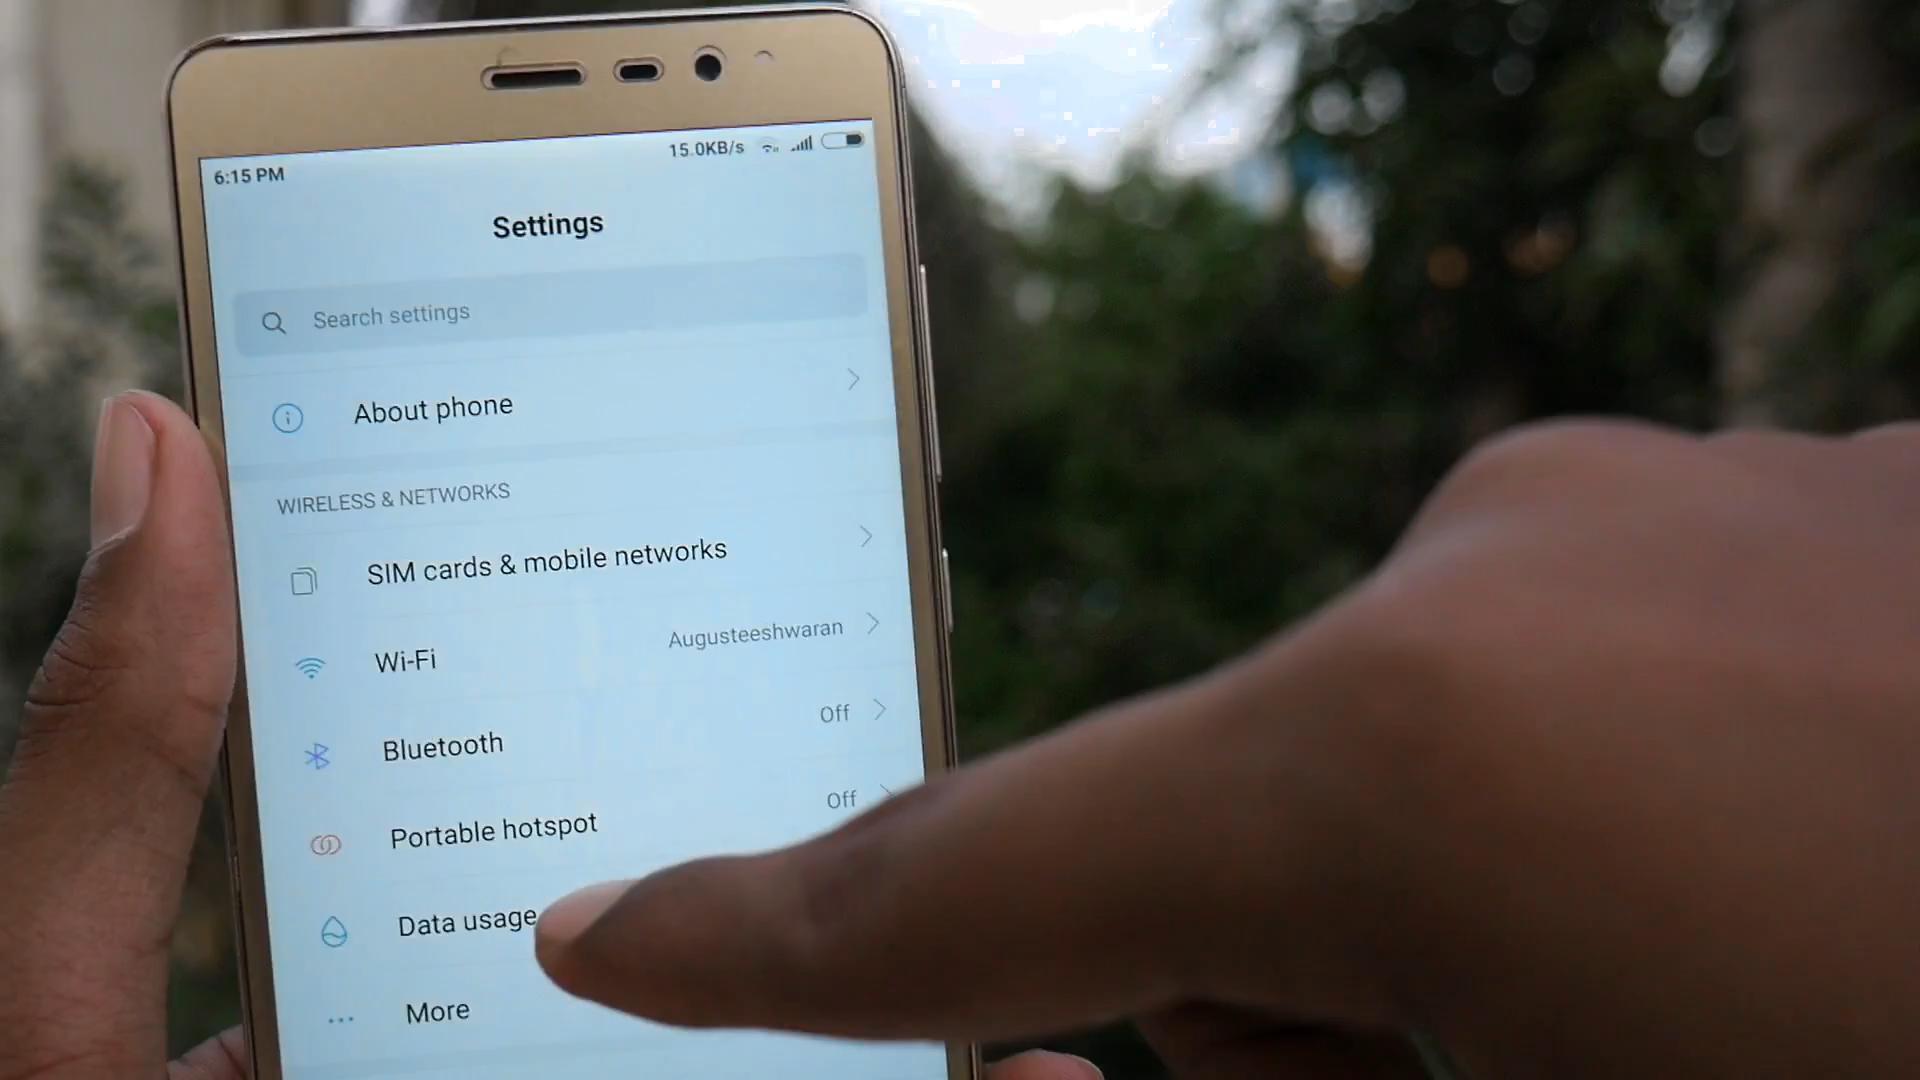 6:15 PM 15.0KB/s
Settings
Search settings
About phone
WIRELESS & NETWORKS
SIM cards & mobile networks
Wi-Fi Augusteeshwaran
Bluetooth Off
Portable hotspot Off
Data usage
More